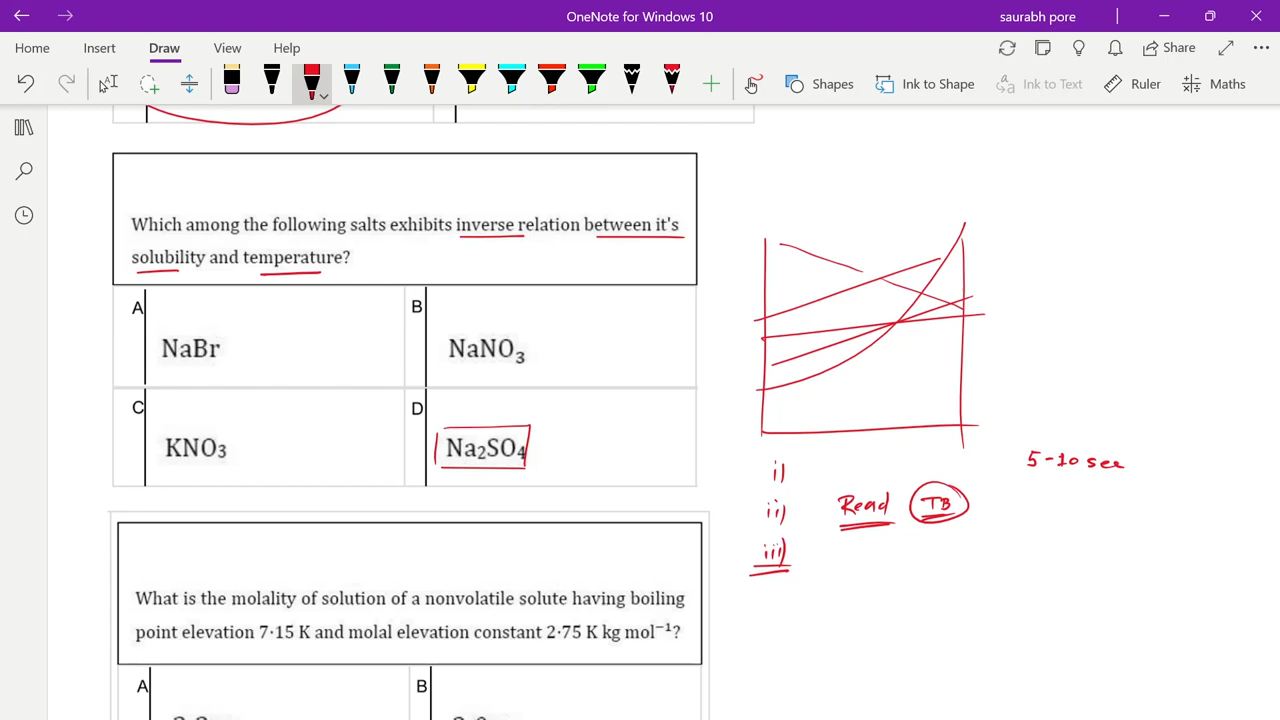 OneNote for Windows 10
saurabh pore
Home Insert Draw View Help
Share
Shapes Ink to Shape Ink to Text Ruler Maths
Which among the following salts exhibits inverse relation between it's
solubility and temperature?
A NaBr
B NaNO₃
C KNO₃
D Na₂SO₄
i)
ii) Read TB
iii)
5-10 sec
What is the molality of solution of a nonvolatile solute having boiling
point elevation 7·15 K and molal elevation constant 2·75 K kg mol⁻¹?
A
B